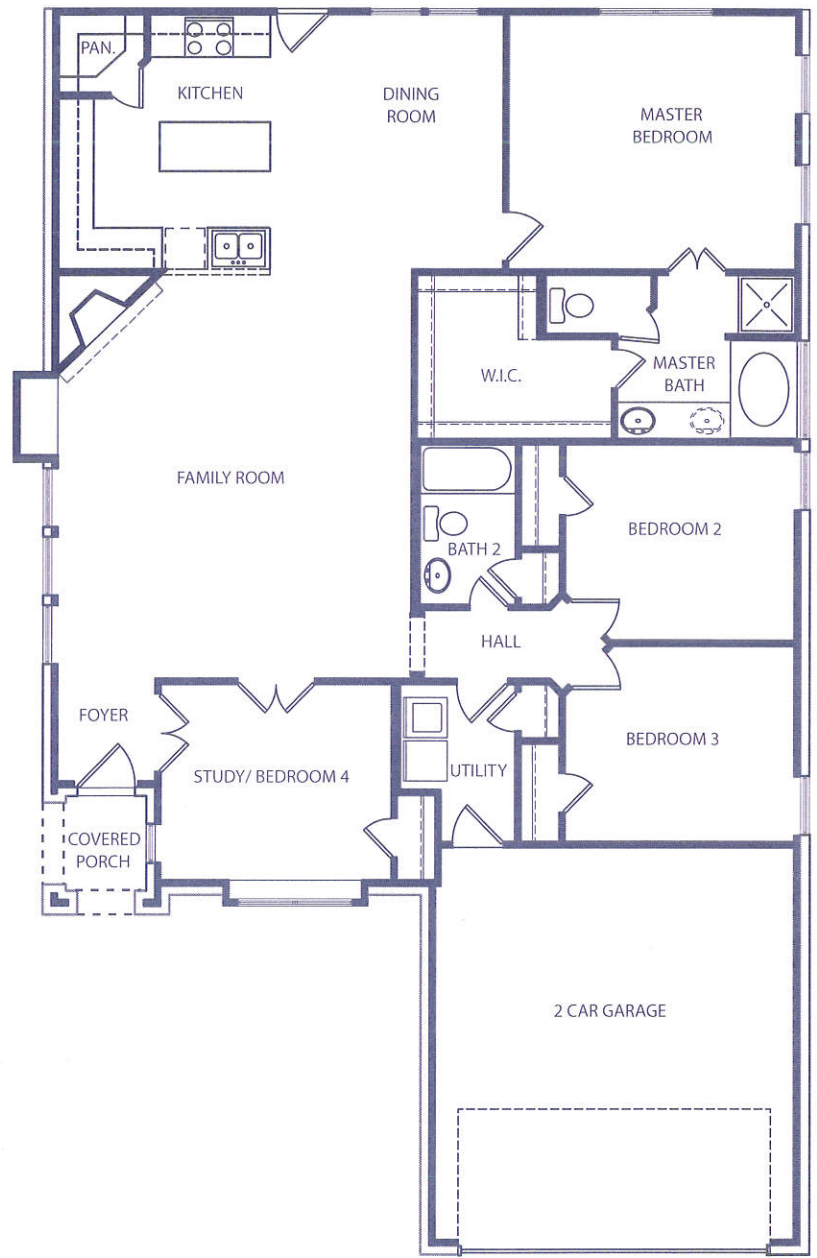 PAN.
KITCHEN
DINING
ROOM
MASTER
BEDROOM
W.I.C.
MASTER
BATH
FAMILY ROOM
BATH 2
BEDROOM 2
HALL
FOYER
STUDY/ BEDROOM 4
UTILITY
BEDROOM 3
COVERED
PORCH
2 CAR GARAGE